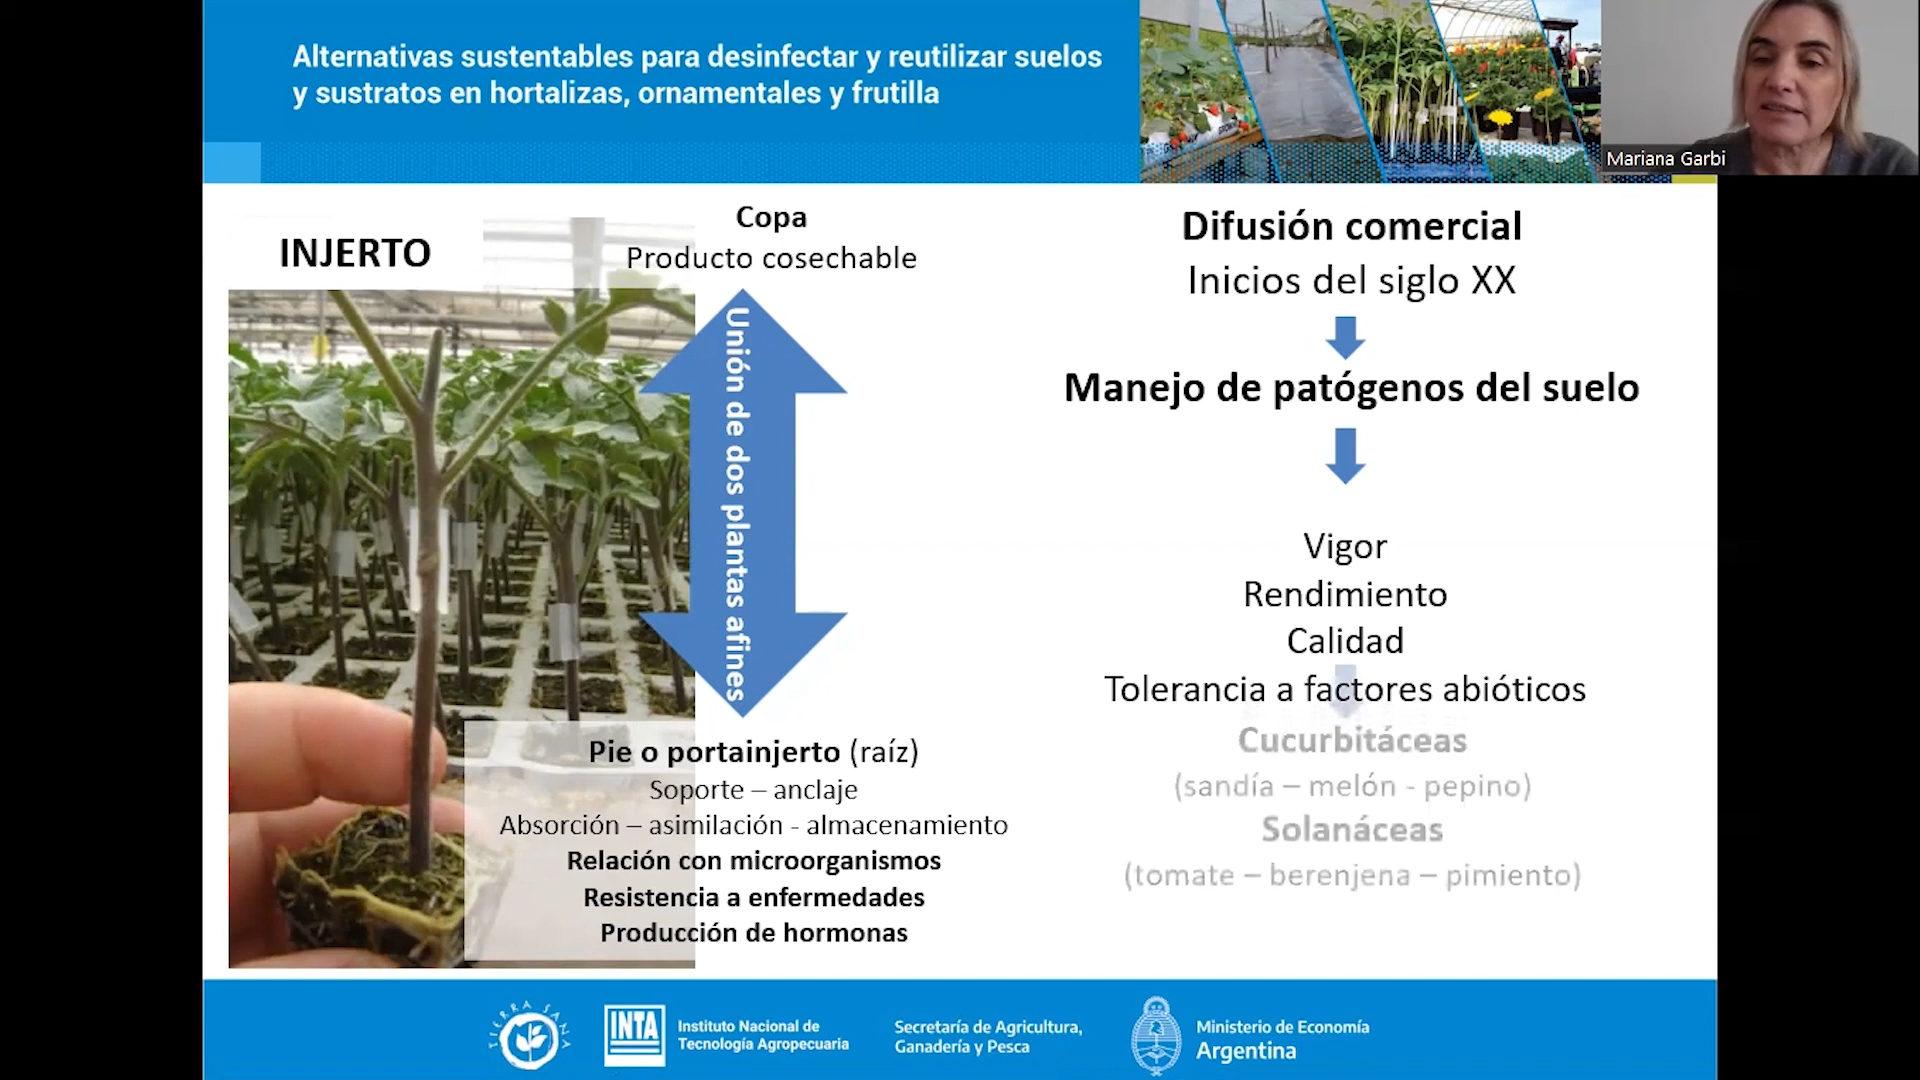 Alternativas sustentables para desinfectar y reutilizar suelos
y sustratos en hortalizas, ornamentales y frutilla
Mariana Garbi
INJERTO
Copa
Producto cosechable
Unión de dos plantas afines
Pie o portainjerto (raíz)
Soporte – anclaje
Absorción – asimilación - almacenamiento
Relación con microorganismos
Resistencia a enfermedades
Producción de hormonas
Difusión comercial
Inicios del siglo XX
Manejo de patógenos del suelo
Vigor
Rendimiento
Calidad
Tolerancia a factores abióticos
Cucurbitáceas
(sandía – melón - pepino)
Solanáceas
(tomate – berenjena – pimiento)
TIERRA SANA
INTA
Instituto Nacional de
Tecnología Agropecuaria
Secretaría de Agricultura,
Ganadería y Pesca
Ministerio de Economía
Argentina